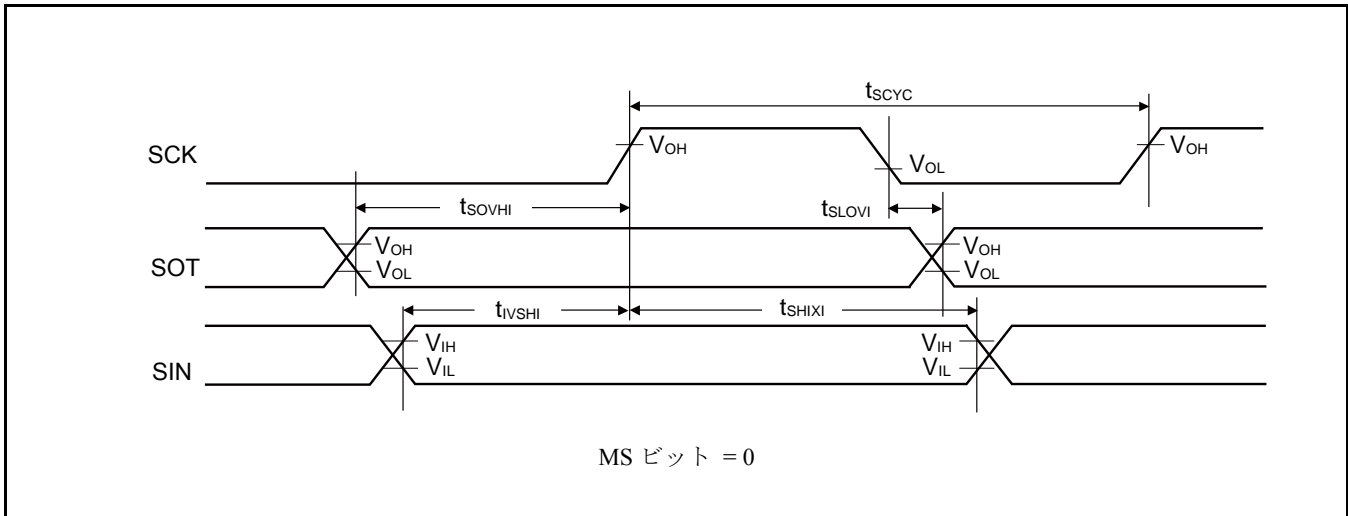 tSCYC
SCK
VOH
VOL
VOH
tSOVHI
tSLOVI
SOT
VOH
VOL
VOH
VOL
tIVSHI
tSHIXI
SIN
VIH
VIL
VIH
VIL
MS ビット = 0